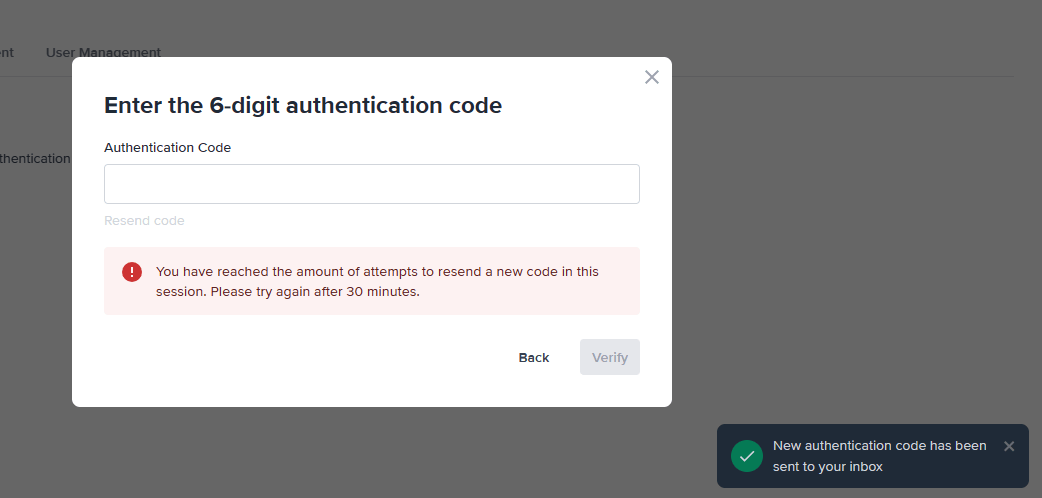 nt User Management
Enter the 6-digit authentication code
Authentication Code
thentication
Resend code
You have reached the amount of attempts to resend a new code in this
session. Please try again after 30 minutes.
Back Verify
New authentication code has been
sent to your inbox